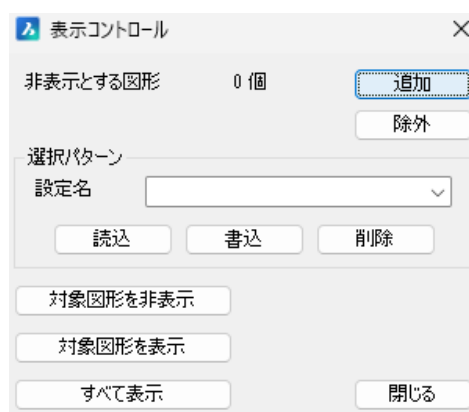 表示コントロール
非表示とする図形 0 個 追加
除外
選択パターン
設定名
読込 書込 削除
対象図形を非表示
対象図形を表示
すべて表示 閉じる